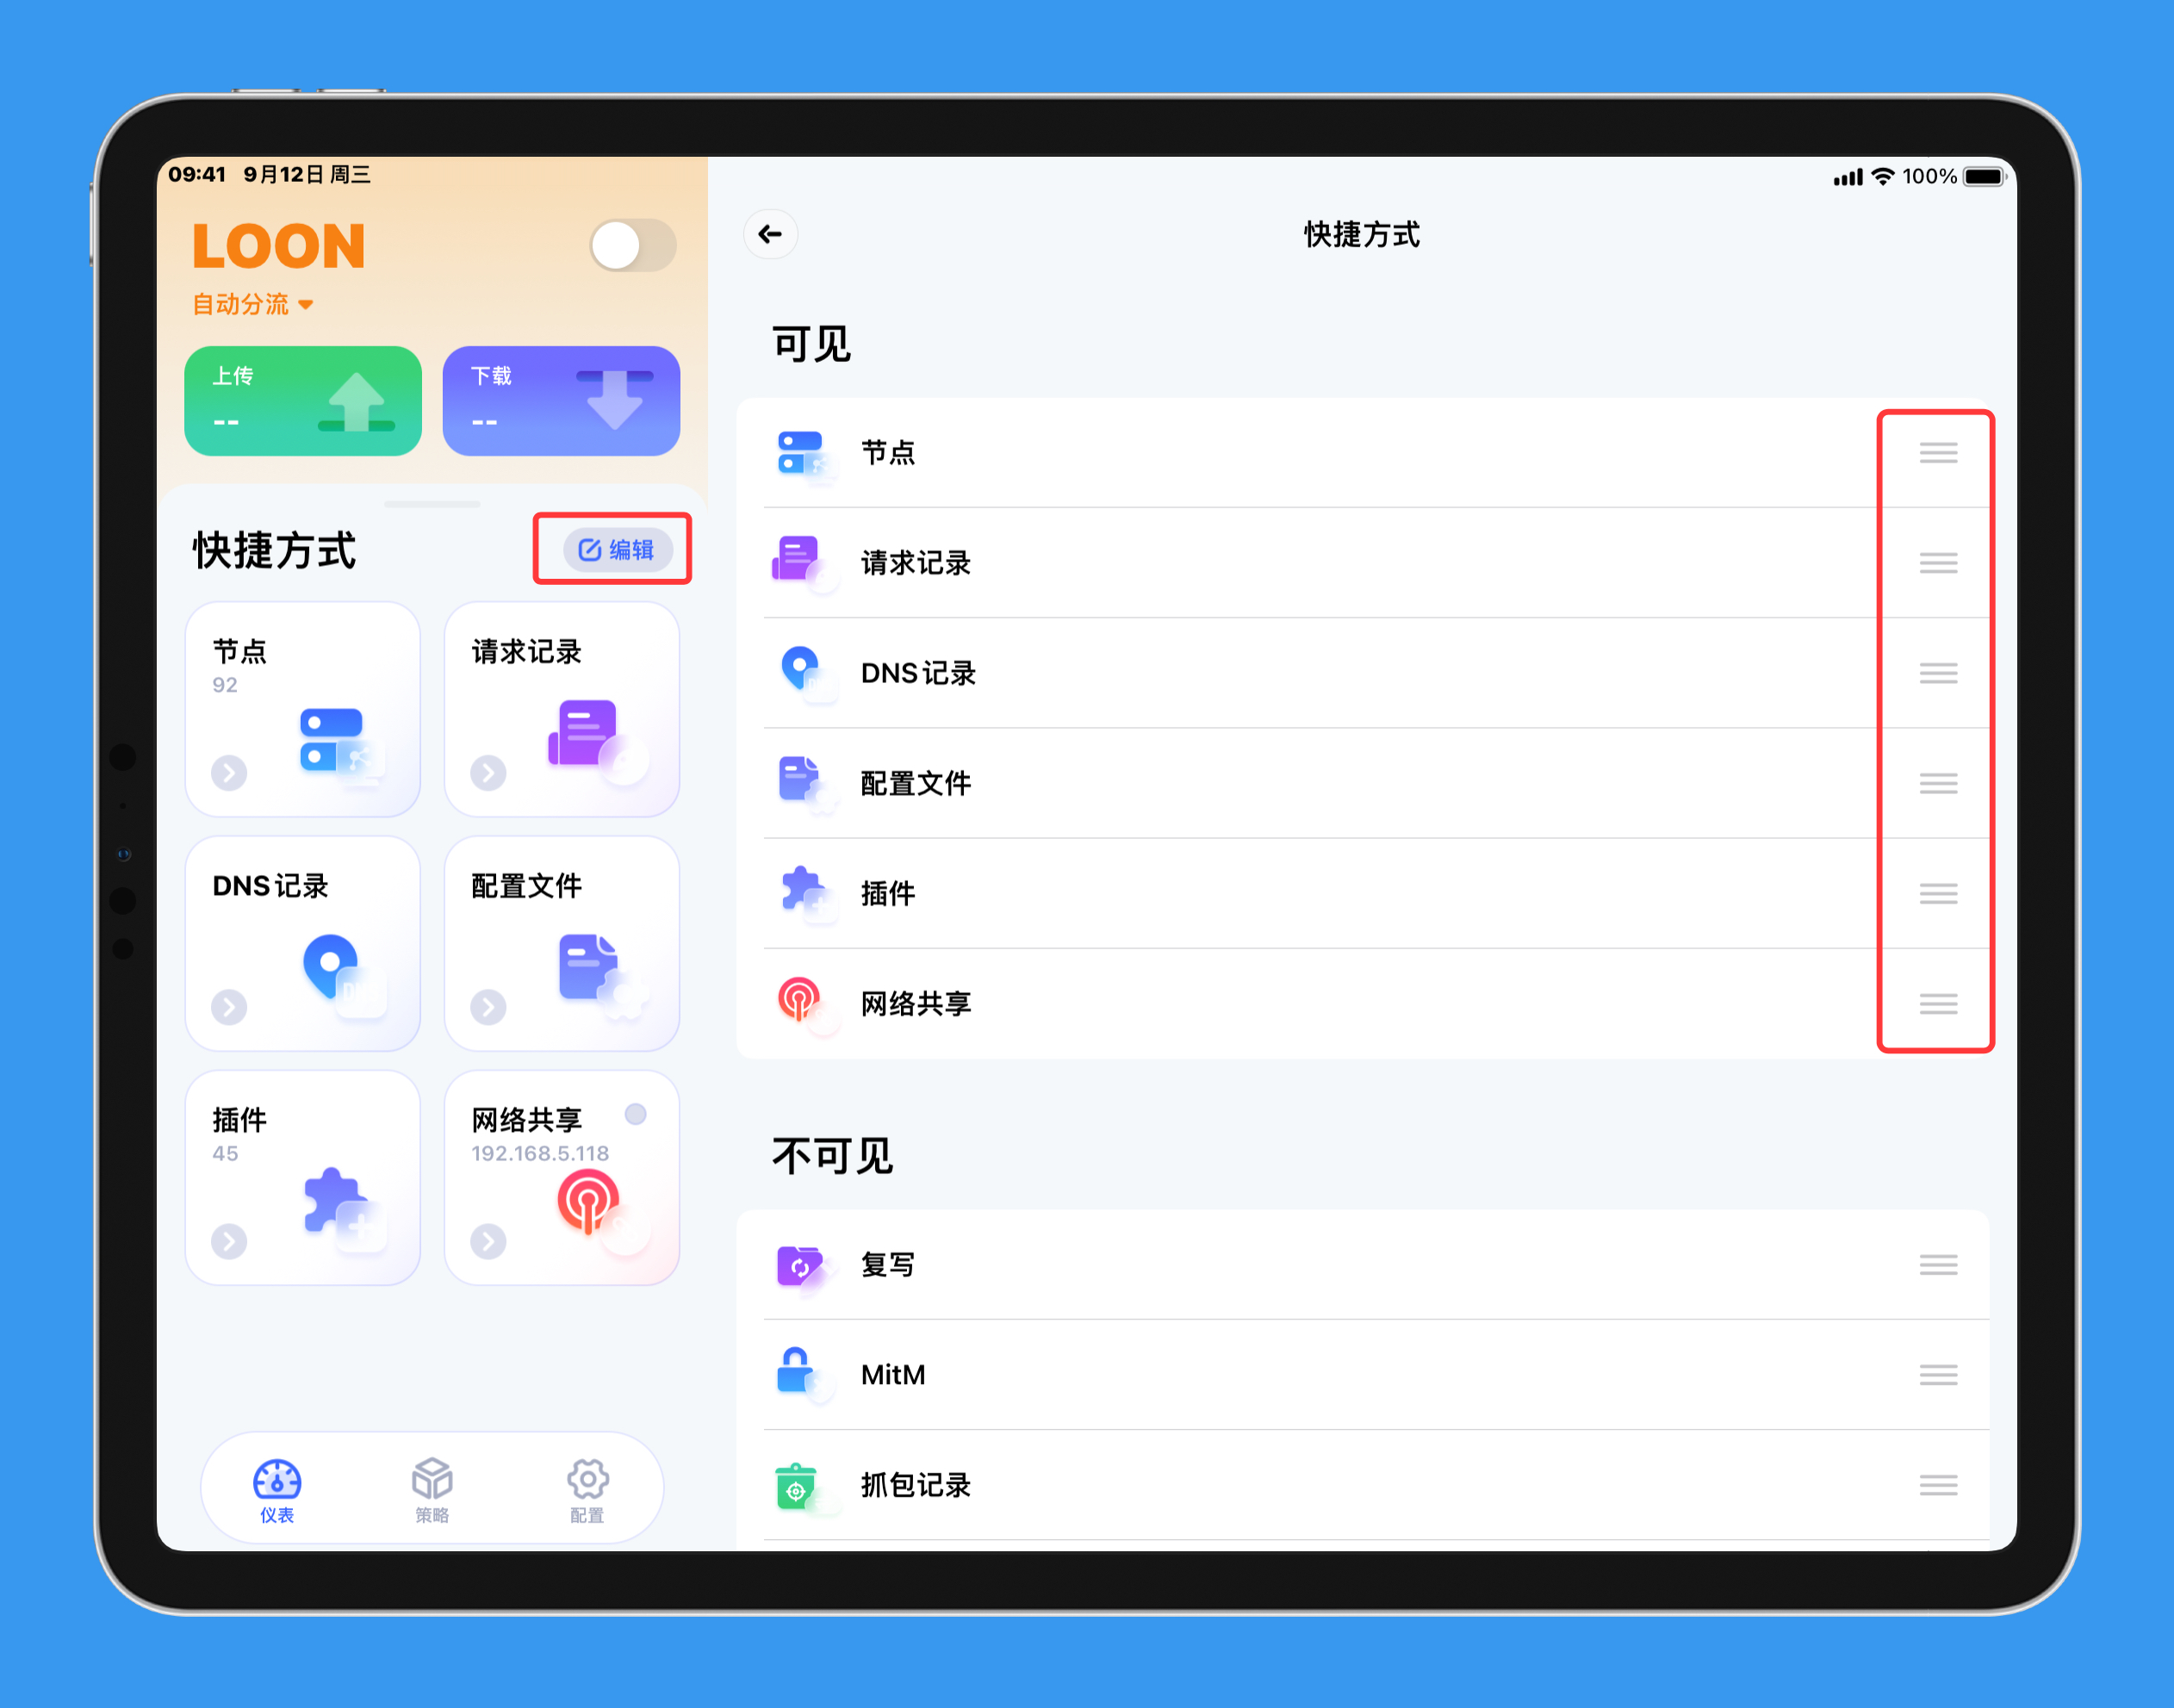 09:41 9月12日 周三
100%
LOON
自动分流
上传
--
下载
--
快捷方式
编辑
节点
92
请求记录
DNS记录
配置文件
插件
45
网络共享
192.168.5.118
仪表
策略
配置
快捷方式
可见
节点
请求记录
DNS记录
配置文件
插件
网络共享
不可见
复写
MitM
抓包记录